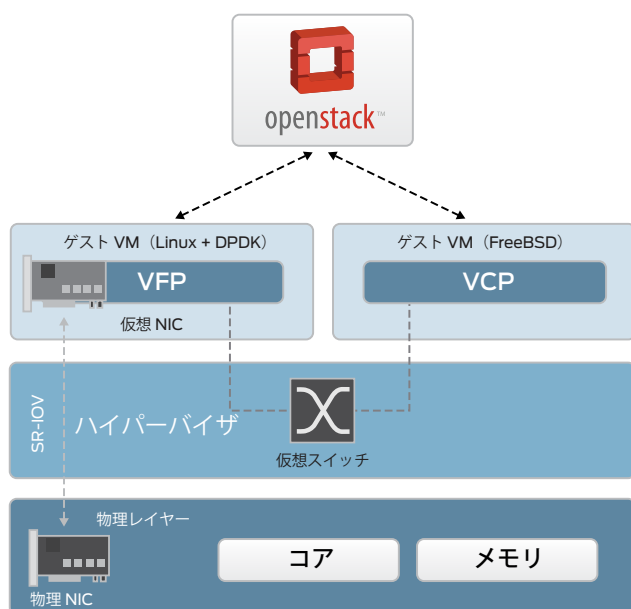 openstack™
ゲスト VM（Linux + DPDK）
VFP
仮想 NIC
ゲスト VM（FreeBSD）
VCP
SR-IOV
ハイパーバイザ
仮想スイッチ
物理レイヤー
物理 NIC
コア
メモリ